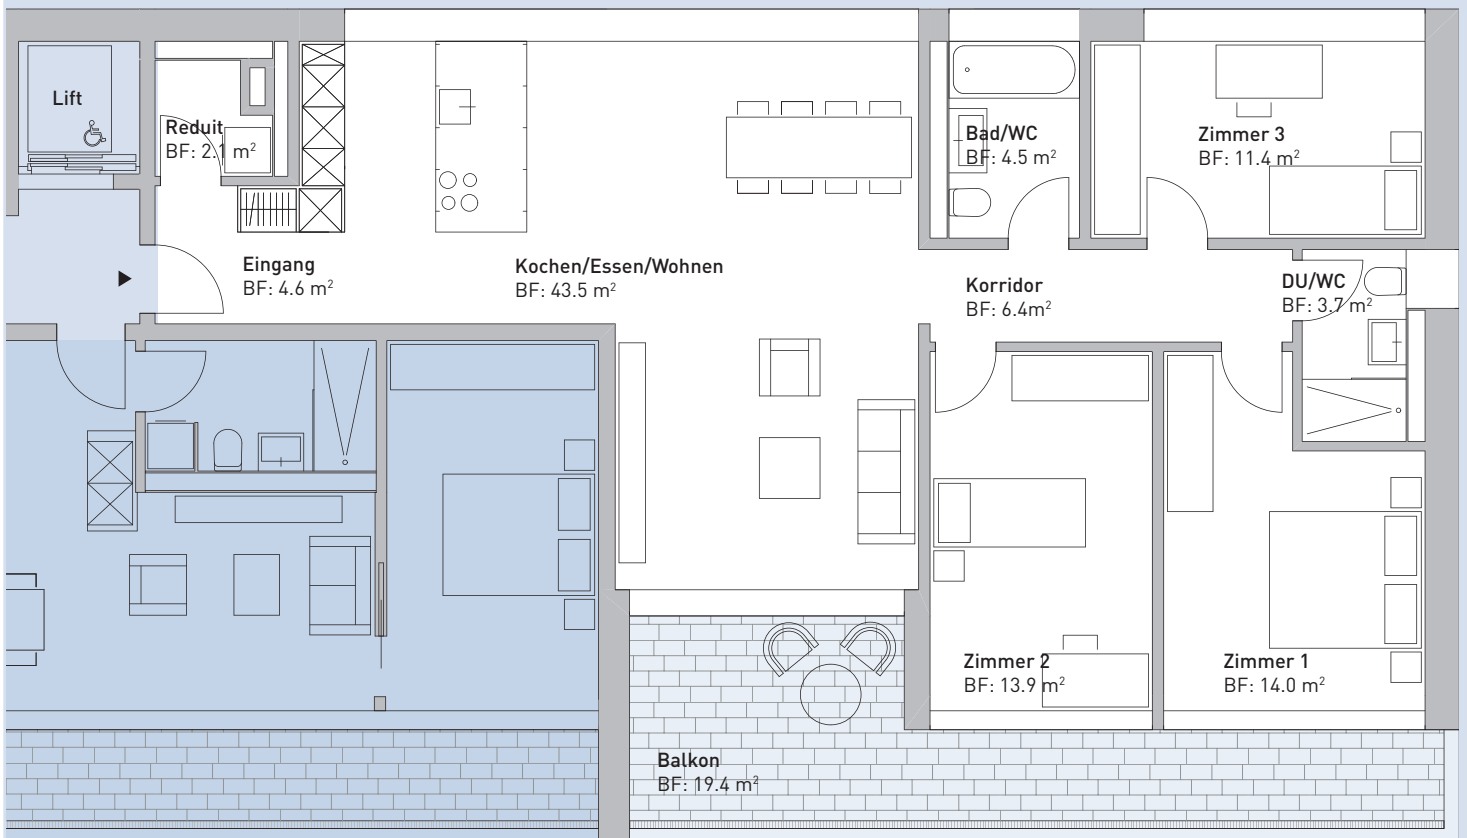 Lift
Reduit
BF: 2.1 m²
Bad/WC
BF: 4.5 m²
Zimmer 3
BF: 11.4 m²
Eingang
BF: 4.6 m²
Kochen/Essen/Wohnen
BF: 43.5 m²
Korridor
BF: 6.4m²
DU/WC
BF: 3.7 m²
Zimmer 2
BF: 13.9 m²
Zimmer 1
BF: 14.0 m²
Balkon
BF: 19.4 m²